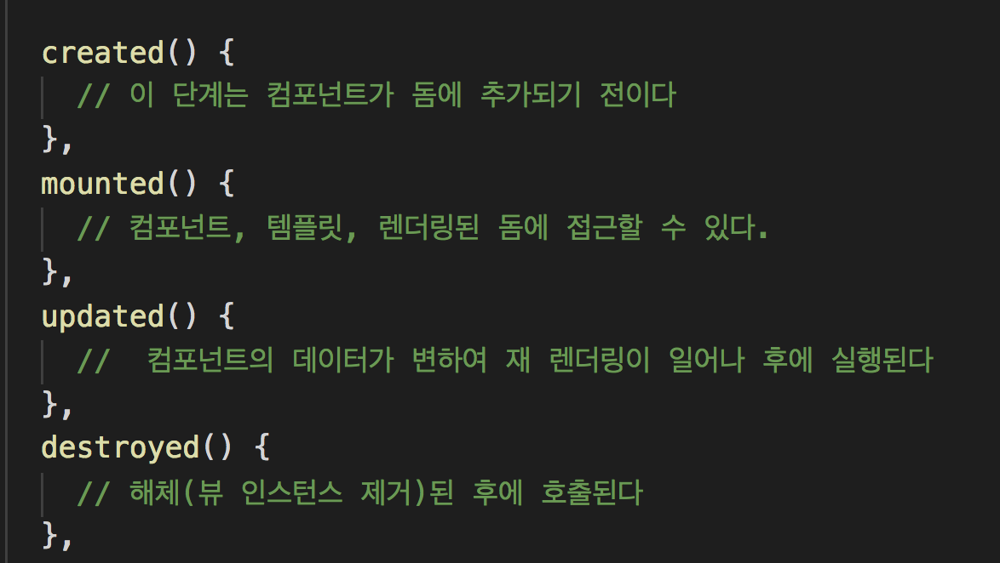 created() {
// 이 단계는 컴포넌트가 돔에 추가되기 전이다
},
mounted() {
// 컴포넌트, 템플릿, 렌더링된 돔에 접근할 수 있다.
},
updated() {
//  컴포넌트의 데이터가 변하여 재 렌더링이 일어나 후에 실행된다
},
destroyed() {
// 해체(뷰 인스턴스 제거)된 후에 호출된다
},